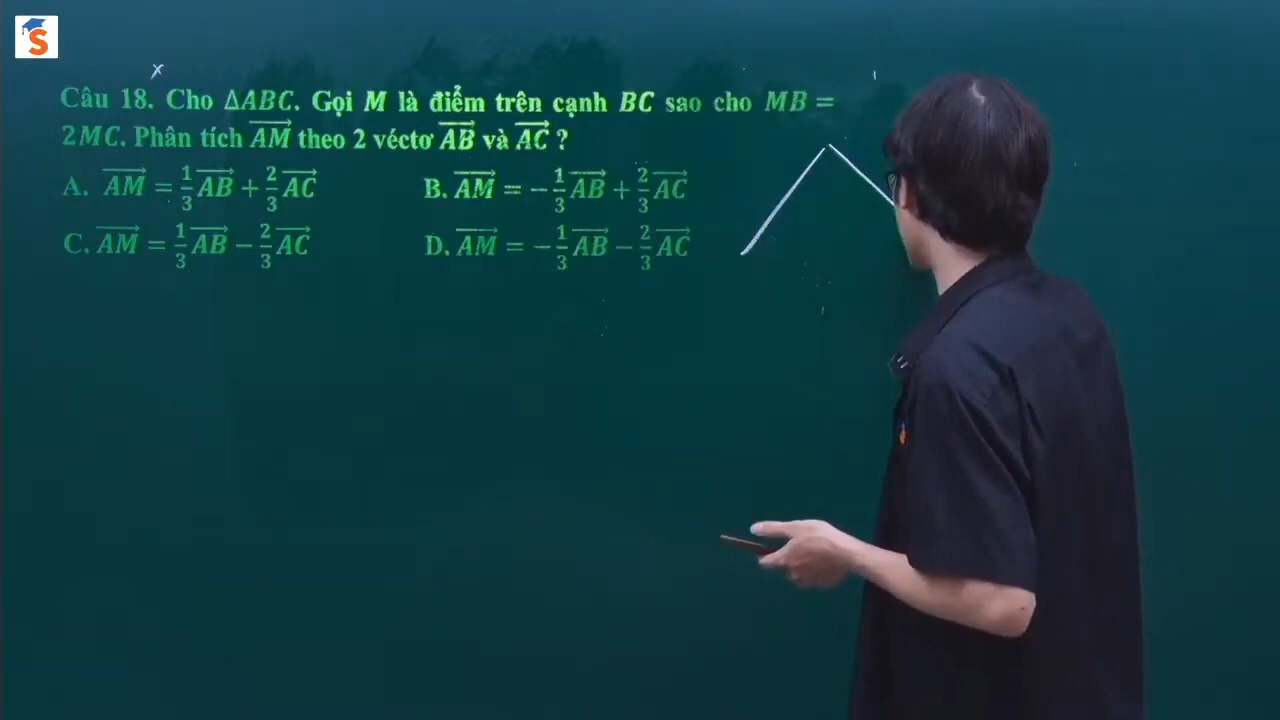 S
x
Câu 18. Cho ΔABC. Gọi M là điểm trên cạnh BC sao cho MB =
2MC. Phân tích $\overrightarrow{AM}$ theo 2 véctơ $\overrightarrow{AB}$ và $\overrightarrow{AC}$ ?
A. $\overrightarrow{AM} = \frac{1}{3}\overrightarrow{AB} + \frac{2}{3}\overrightarrow{AC}$ B. $\overrightarrow{AM} = -\frac{1}{3}\overrightarrow{AB} + \frac{2}{3}\overrightarrow{AC}$
C. $\overrightarrow{AM} = \frac{1}{3}\overrightarrow{AB} - \frac{2}{3}\overrightarrow{AC}$ D. $\overrightarrow{AM} = -\frac{1}{3}\overrightarrow{AB} - \frac{2}{3}\overrightarrow{AC}$